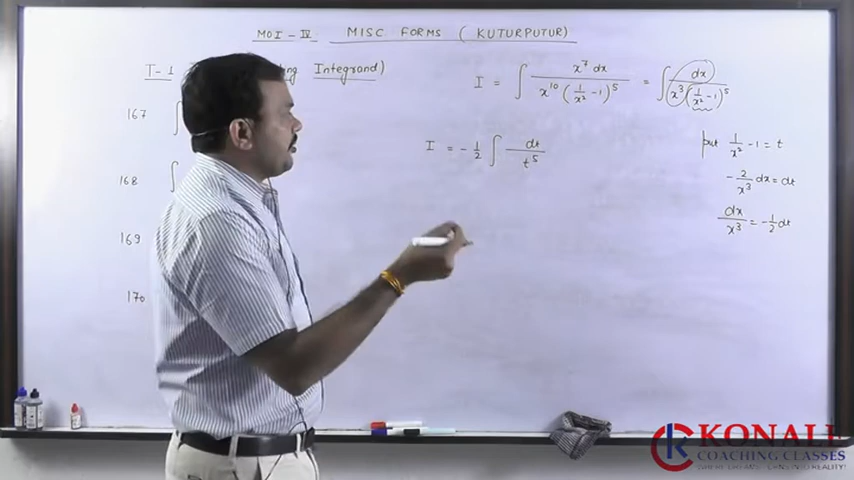 MOI - IV MISC FORMS ( KUTURPUTUR )
T-1 Integrand)
I = ∫ x⁷ dx / x¹⁰ (1/x² -1)⁵ = ∫ dx / x³ (1/x² -1)⁵
167 ∫
I = - 1/2 ∫ dt / t⁵
put 1/x² -1 = t
168 ∫
- 2/x³ dx = dt
dx/x³ = - 1/2 dt
169
170
KONALE
COACHING CLASSES